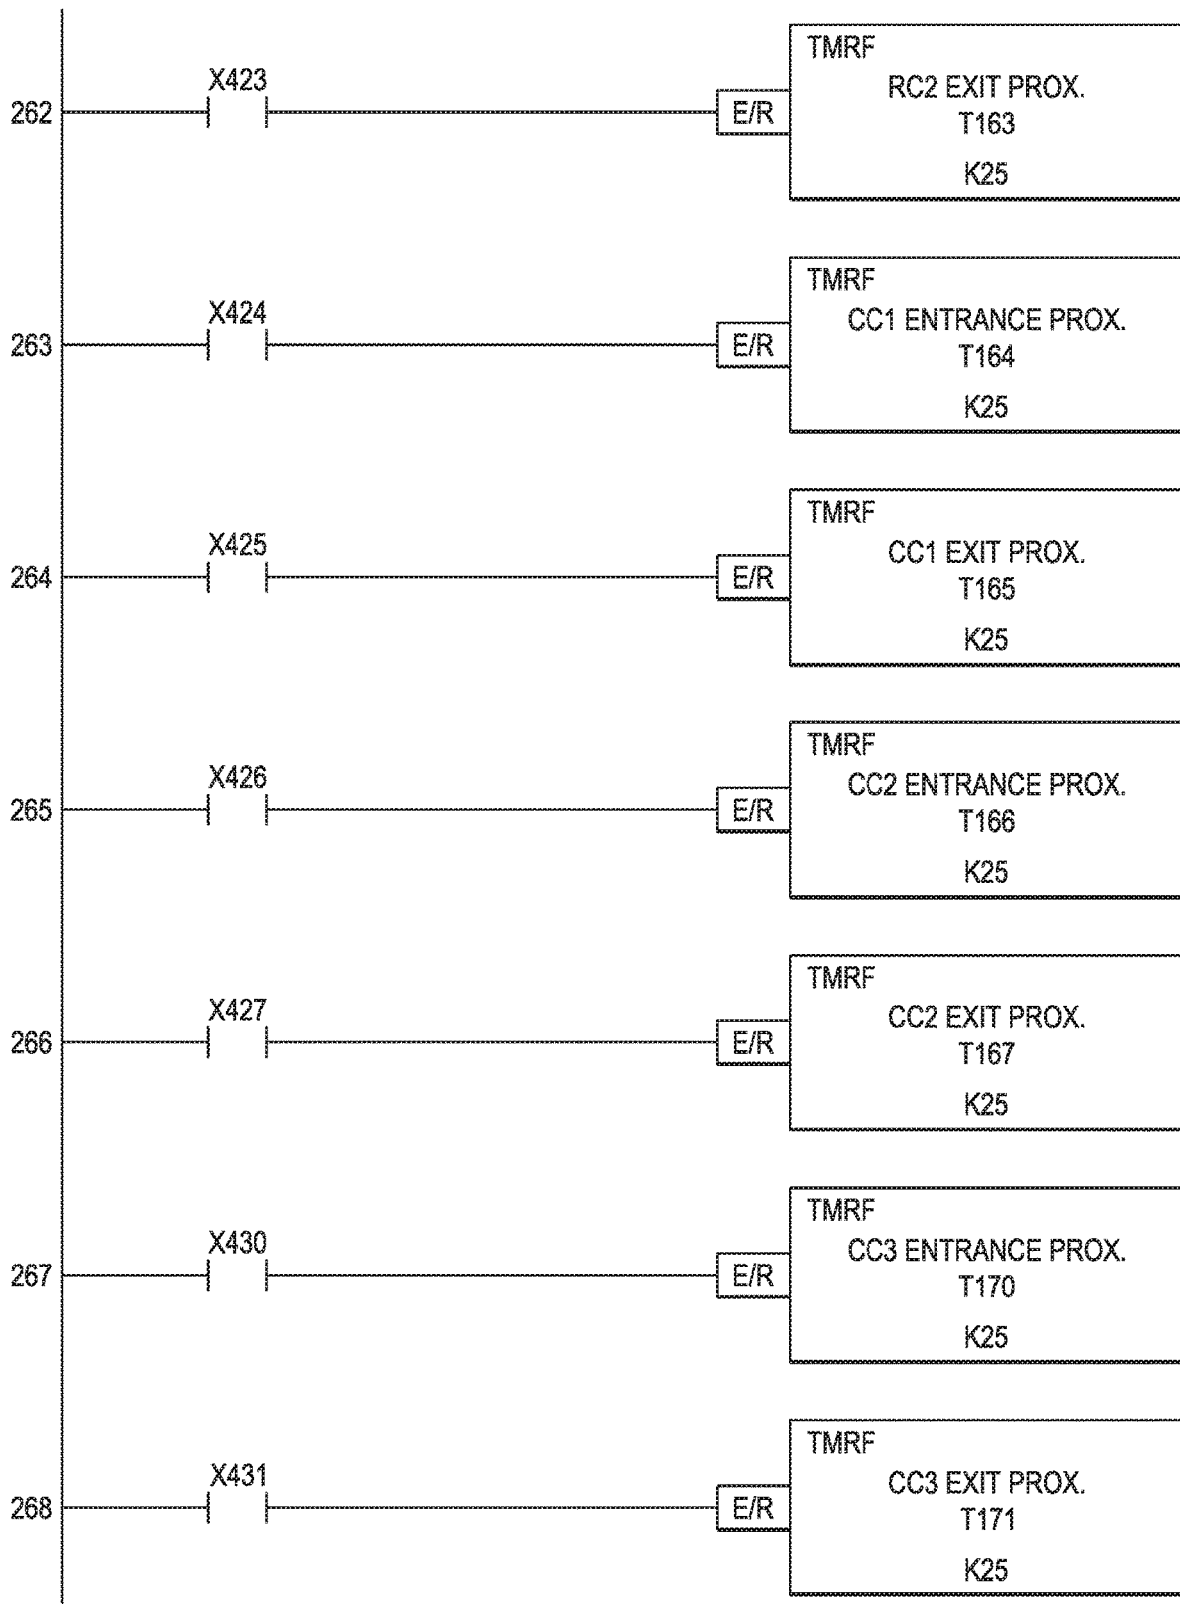 TMRF
X423
RC2 EXIT PROX.
262
E/R
T163
K25
TMRF
X424
CC1 ENTRANCE PROX.
263
E/R
T164
K25
TMRF
X425
CC1 EXIT PROX.
264
E/R
T165
K25
TMRF
X426
CC2 ENTRANCE PROX.
265
E/R
T166
K25
TMRF
X427
CC2 EXIT PROX.
266
E/R
T167
K25
TMRF
X430
CC3 ENTRANCE PROX.
267
E/R
T170
K25
TMRF
X431
CC3 EXIT PROX.
268
E/R
T171
K25